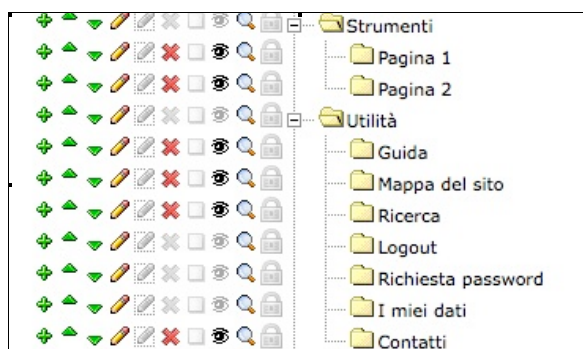 Strumenti
Pagina 1
Pagina 2
Utilità
Guida
Mappa del sito
Ricerca
Logout
Richiesta password
I miei dati
Contatti